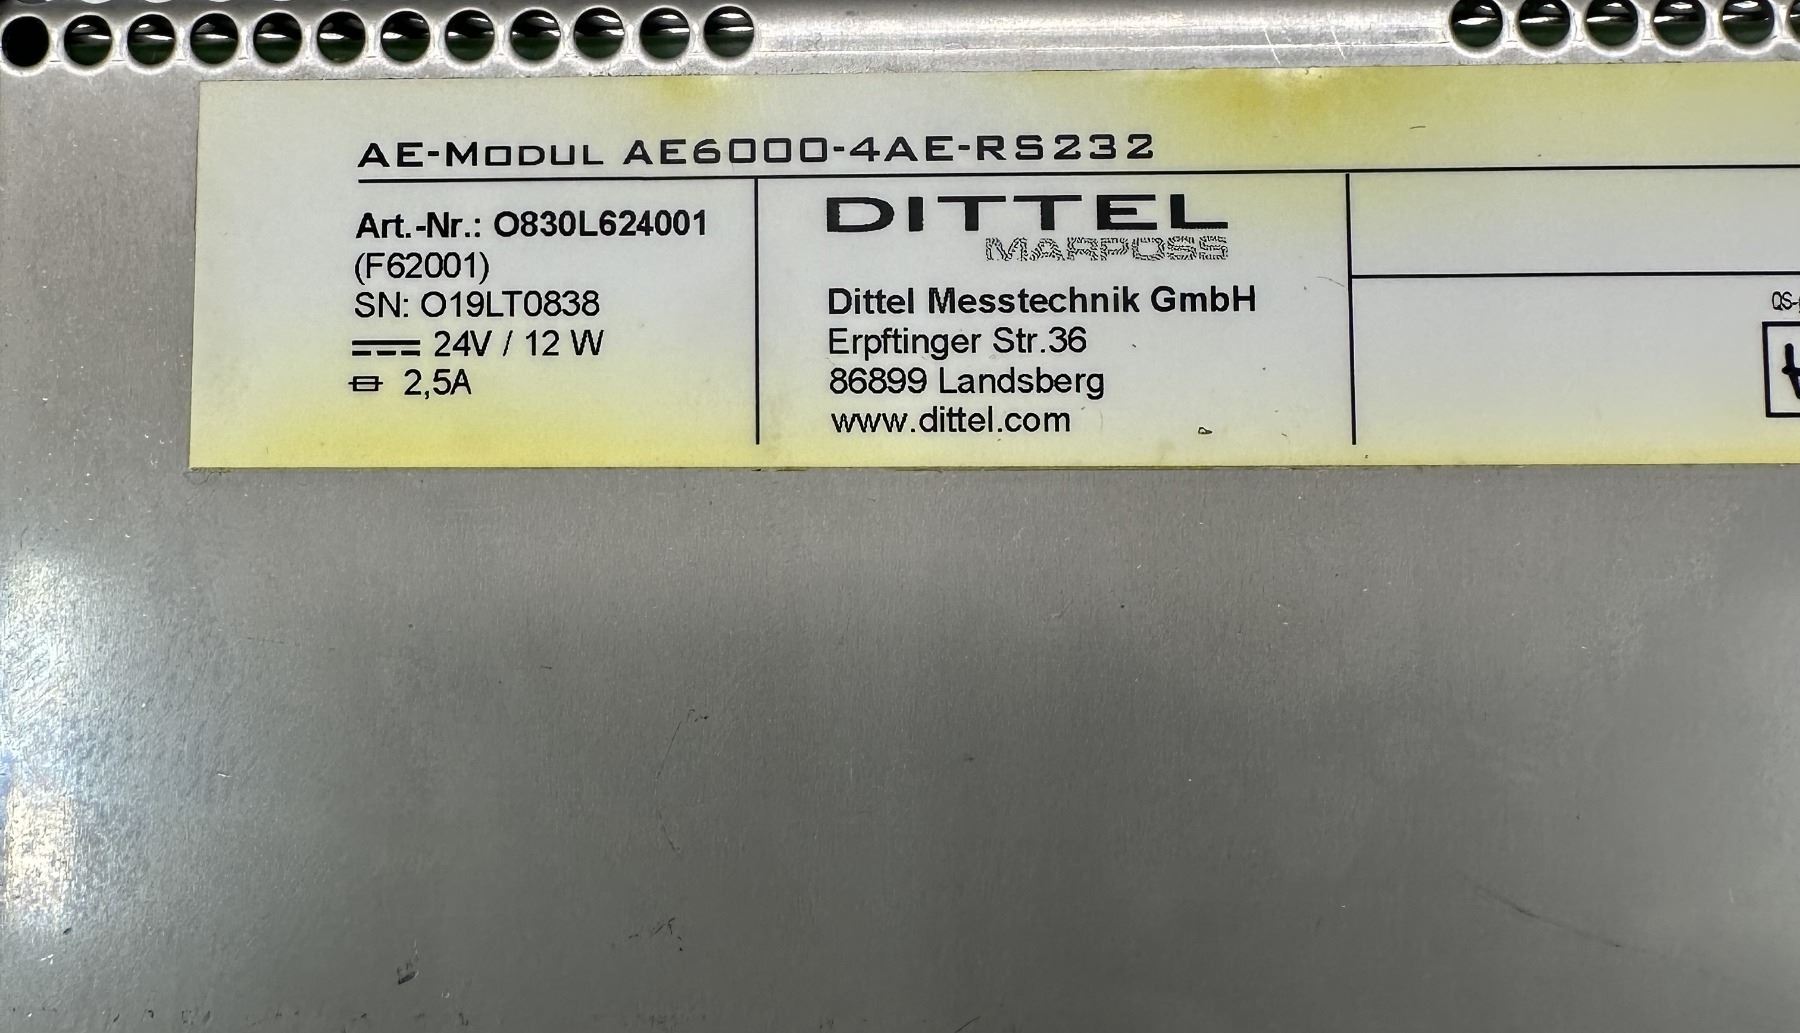 AE-MODUL AE6000-4AE-RS232
Art.-Nr.: O830L624001
(F62001)
SN: O19LT0838
24V / 12 W
2,5A
DITTEL
MARPOSS
Dittel Messtechnik GmbH
Erpftinger Str.36
86899 Landsberg
www.dittel.com